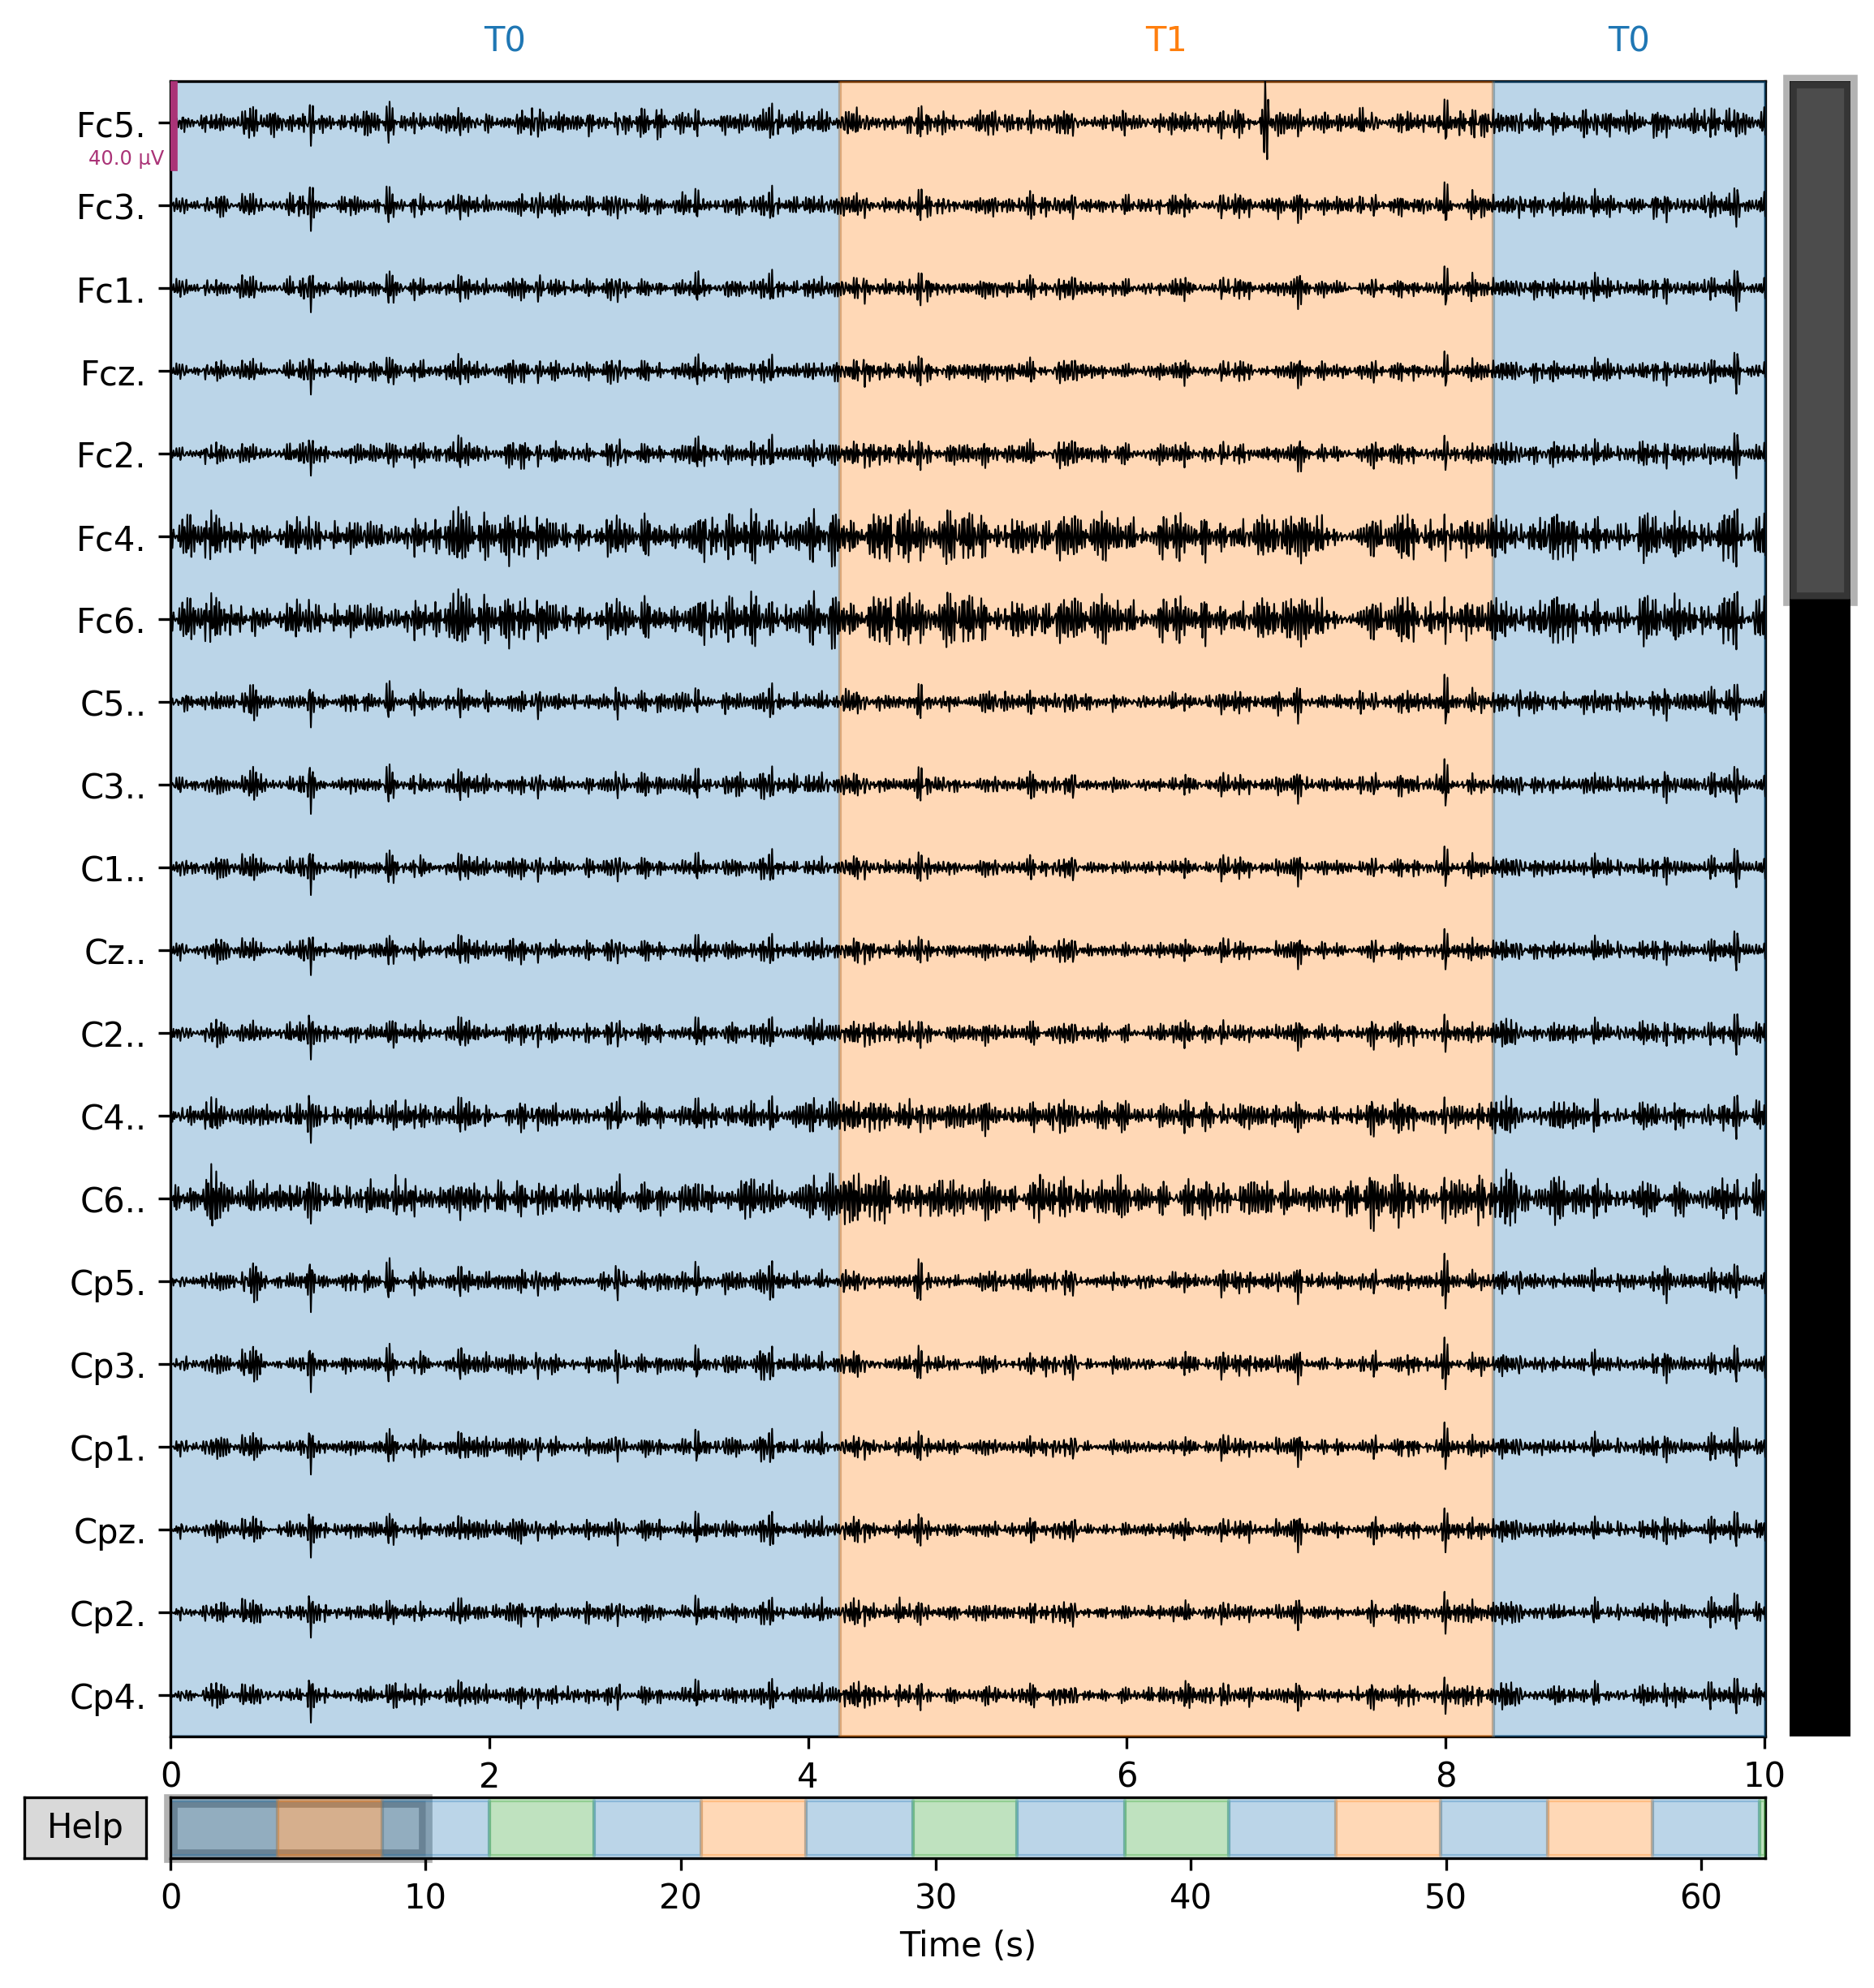 T0 T1 T0
Fc5.
40.0 µV
Fc3.
Fc1.
Fcz.
Fc2.
Fc4.
Fc6.
C5..
C3..
C1..
Cz..
C2..
C4..
C6..
Cp5.
Cp3.
Cp1.
Cpz.
Cp2.
Cp4.
0 2 4 6 8 10
Help
0 10 20 30 40 50 60
Time (s)